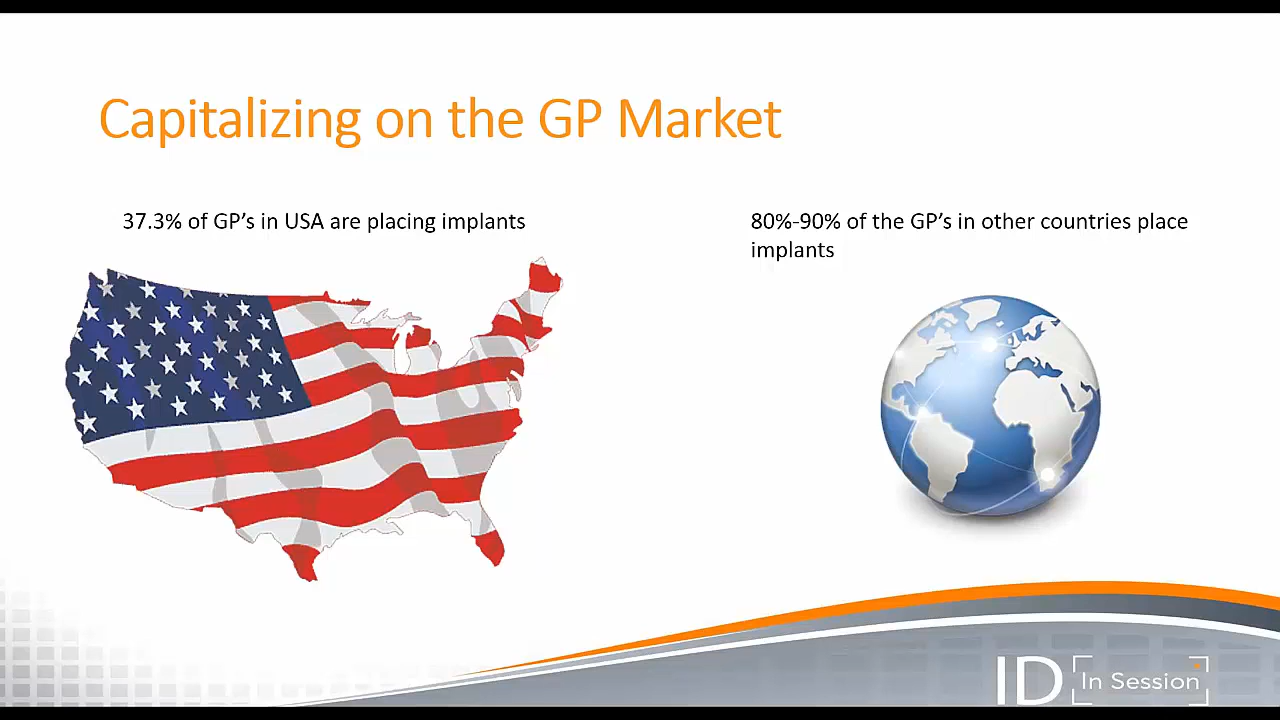 Capitalizing on the GP Market
37.3% of GP’s in USA are placing implants
80%-90% of the GP’s in other countries place
implants
ID In Session